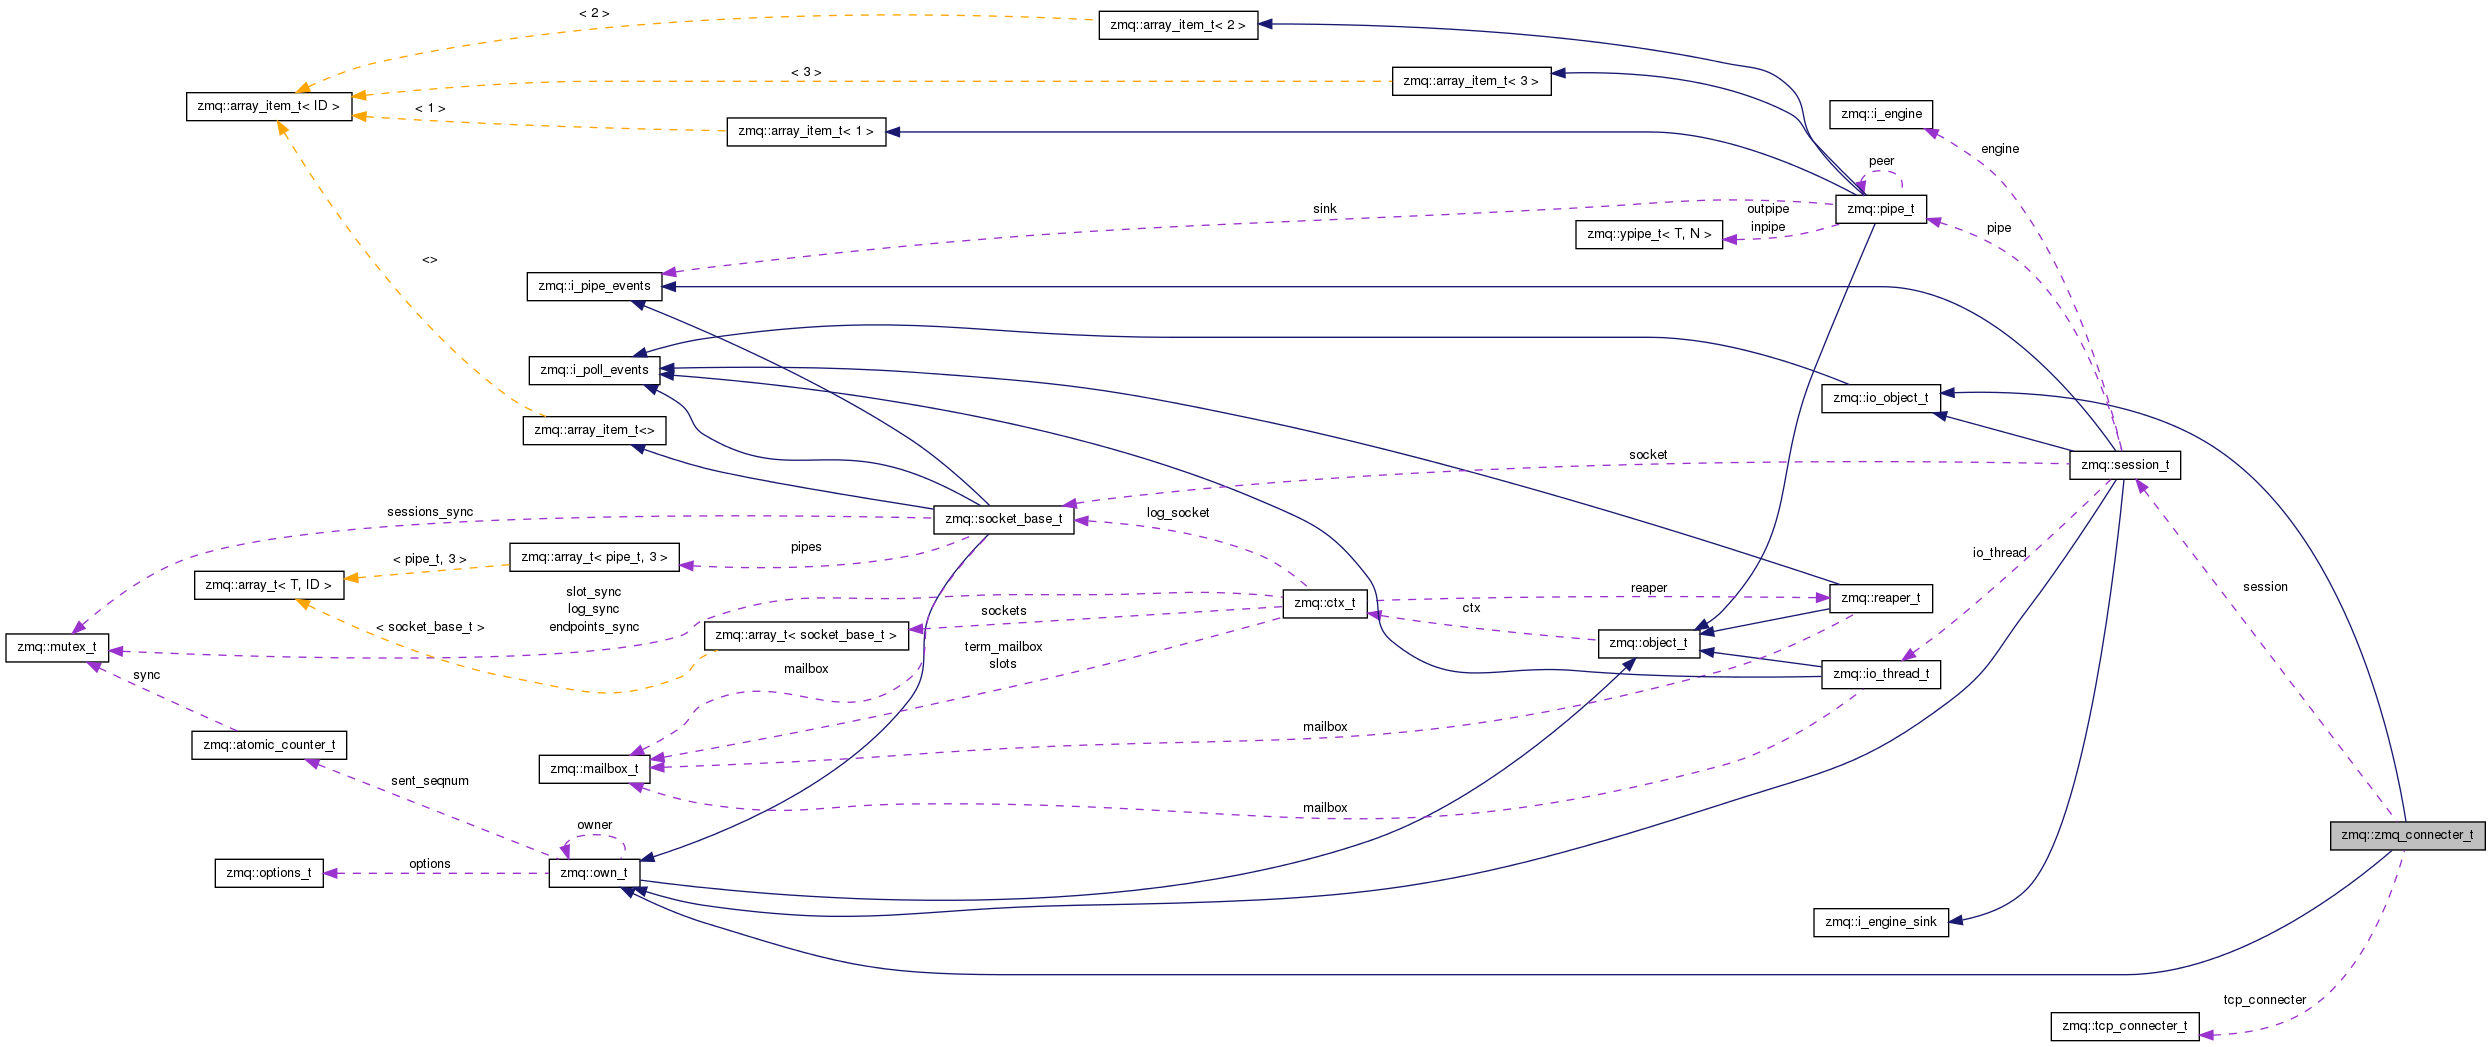 < 2 >
zmq::array_item_t< 2 >
< 3 >
zmq::array_item_t< 3 >
zmq::array_item_t< ID >
< 1 >
zmq::array_item_t< 1 >
zmq::i_engine
engine
peer
zmq::pipe_t
sink
outpipe
inpipe
zmq::ypipe_t< T, N >
pipe
<>
zmq::i_pipe_events
zmq::i_poll_events
zmq::io_object_t
zmq::array_item_t<>
socket
zmq::session_t
sessions_sync
zmq::socket_base_t
log_socket
pipes
zmq::array_t< pipe_t, 3 >
< pipe_t, 3 >
zmq::array_t< T, ID >
io_thread
slot_sync
log_sync
endpoints_sync
reaper
zmq::reaper_t
session
zmq::ctx_t
sockets
ctx
< socket_base_t >
zmq::array_t< socket_base_t >
zmq::object_t
zmq::mutex_t
term_mailbox
slots
sync
mailbox
zmq::io_thread_t
zmq::atomic_counter_t
mailbox
zmq::mailbox_t
sent_seqnum
mailbox
owner
zmq::zmq_connecter_t
options
zmq::options_t
zmq::own_t
zmq::i_engine_sink
tcp_connecter
zmq::tcp_connecter_t